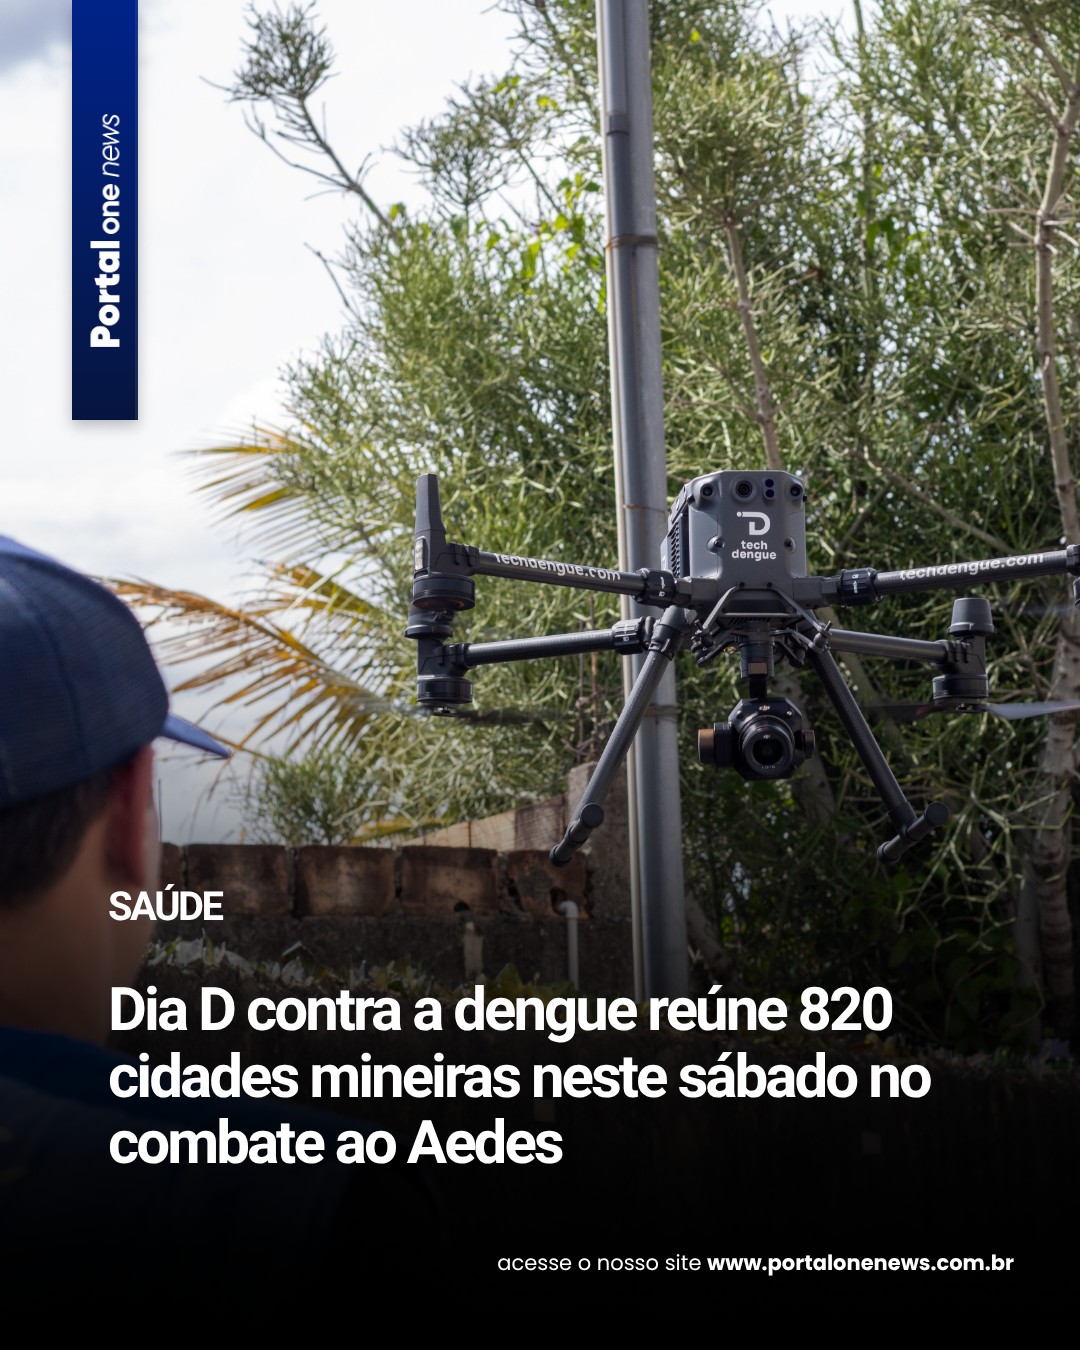 Portal one news
tech
dengue
techdengue.com
techdengue.com
SAÚDE
Dia D contra a dengue reúne 820
cidades mineiras neste sábado no
combate ao Aedes
acesse o nosso site www.portalonenews.com.br